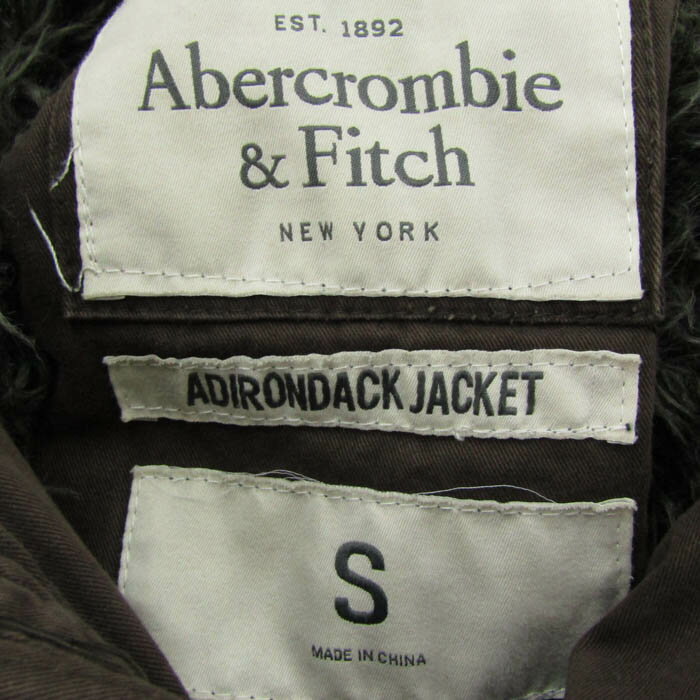 EST. 1892
Abercrombie
& Fitch
NEW YORK
ADIRONDACK JACKET
S
MADE IN CHINA